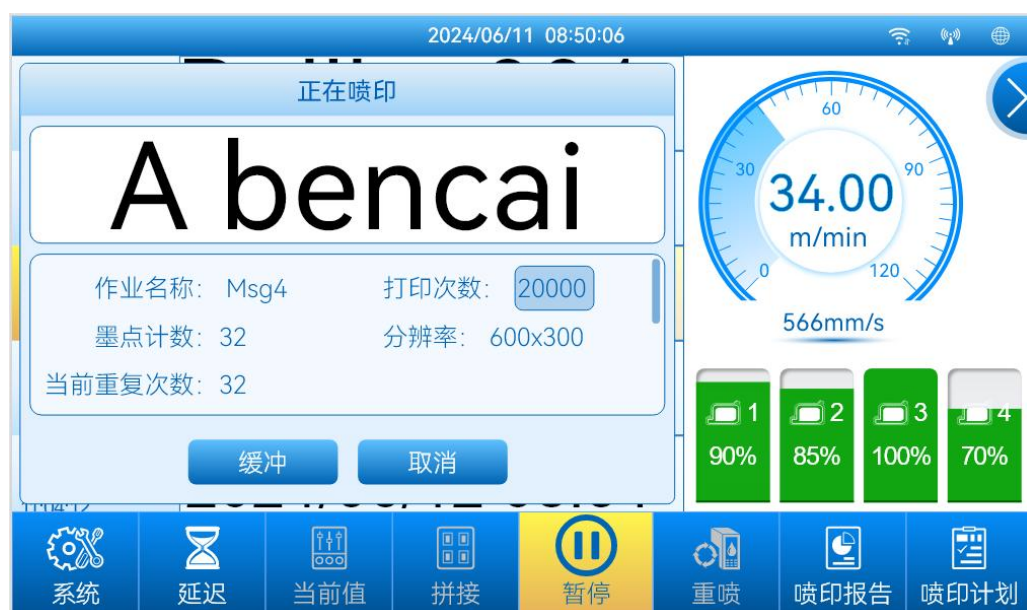 2024/06/11 08:50:06
正在喷印
A bencai
作业名称: Msg4 打印次数: 20000
墨点计数: 32 分辨率: 600x300
当前重复次数: 32
缓冲 取消
0 30 60 90 120
34.00
m/min
566mm/s
1 2 3 4
90% 85% 100% 70%
系统 延迟 当前值 拼接 暂停 重喷 喷印报告 喷印计划